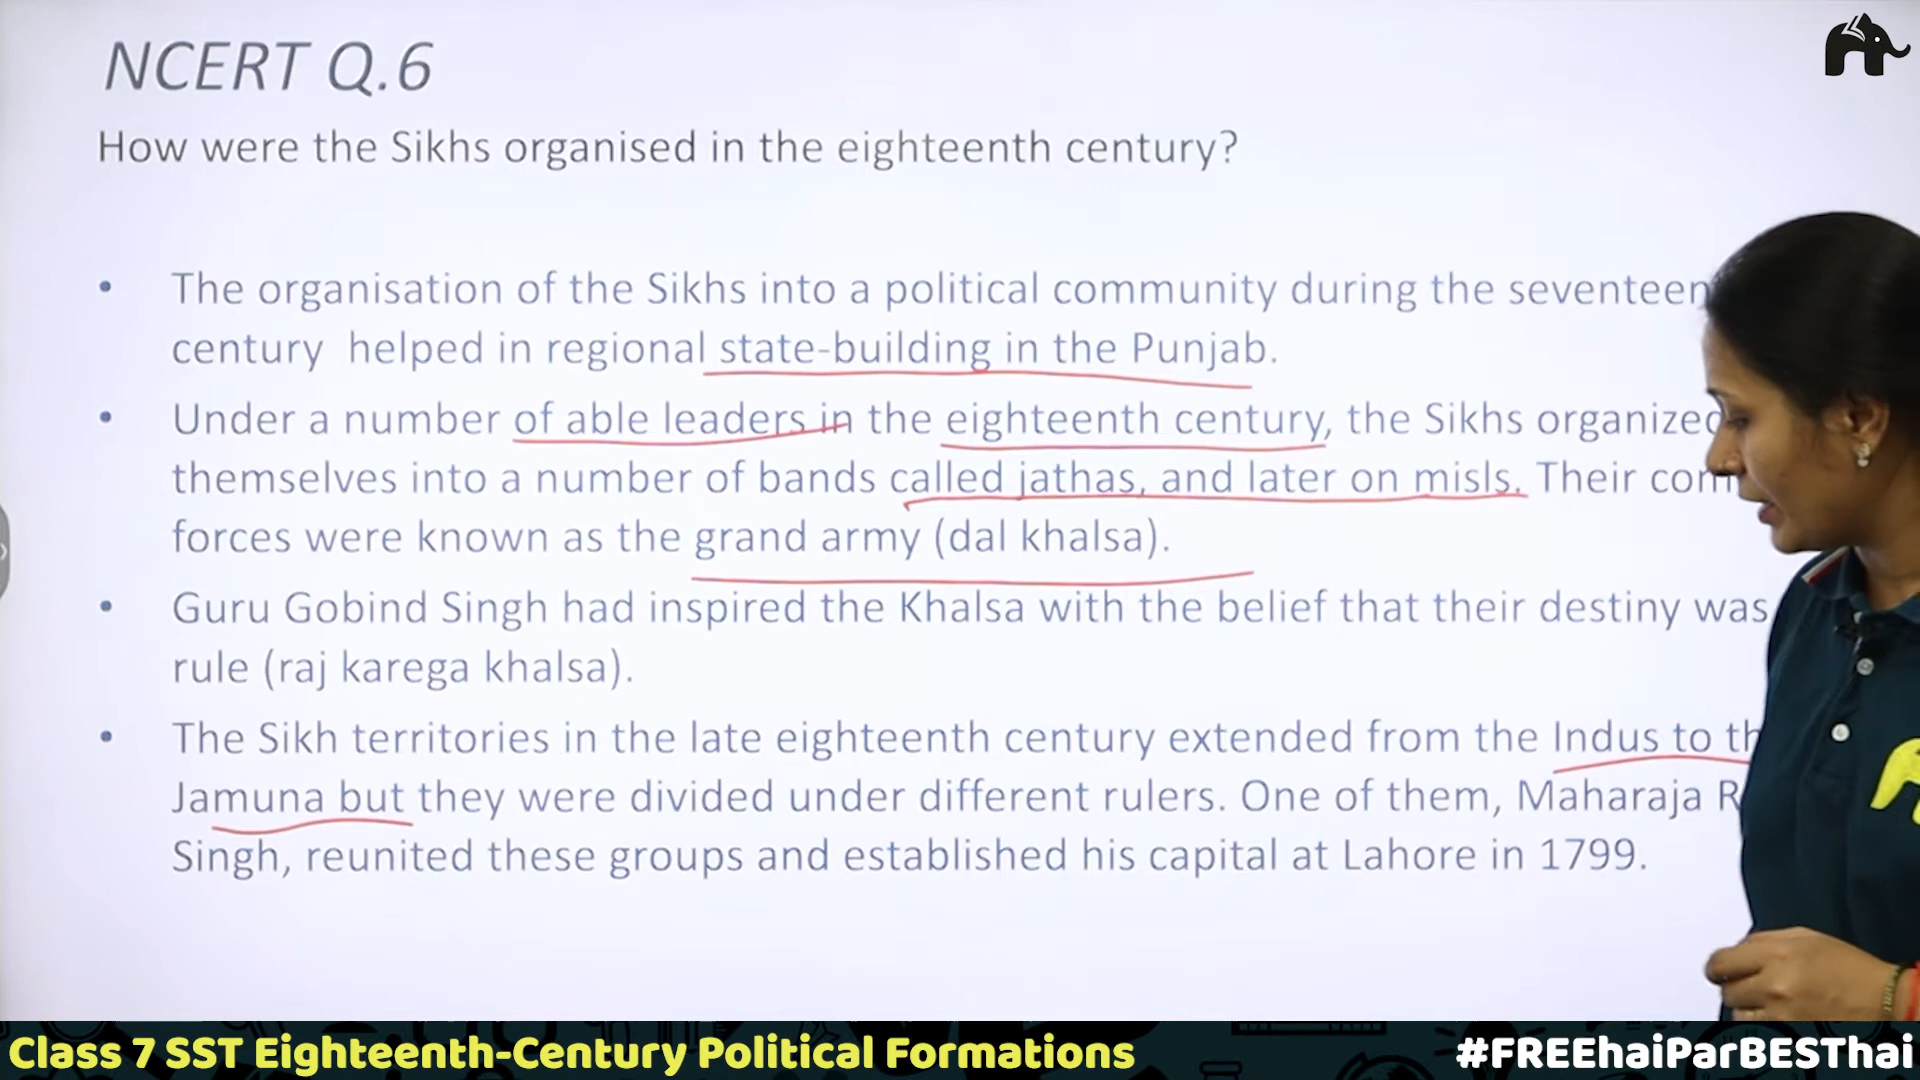 NCERT Q.6
How were the Sikhs organised in the eighteenth century?
• The organisation of the Sikhs into a political community during the
century helped in regional state-building in the Punjab.
• Under a number of able leaders in the eighteenth century, the Sikhs organized
themselves into a number of bands called jathas, and later on misls. Their
forces were known as the grand army (dal khalsa).
• Guru Gobind Singh had inspired the Khalsa with the belief that their destiny was
rule (raj karega khalsa).
• The Sikh territories in the late eighteenth century extended from the Indus to
Jamuna but they were divided under different rulers. One of them, Maharaja
Singh, reunited these groups and established his capital at Lahore in 1799.
Class 7 SST Eighteenth-Century Political Formations
#FREEhaiParBESThai